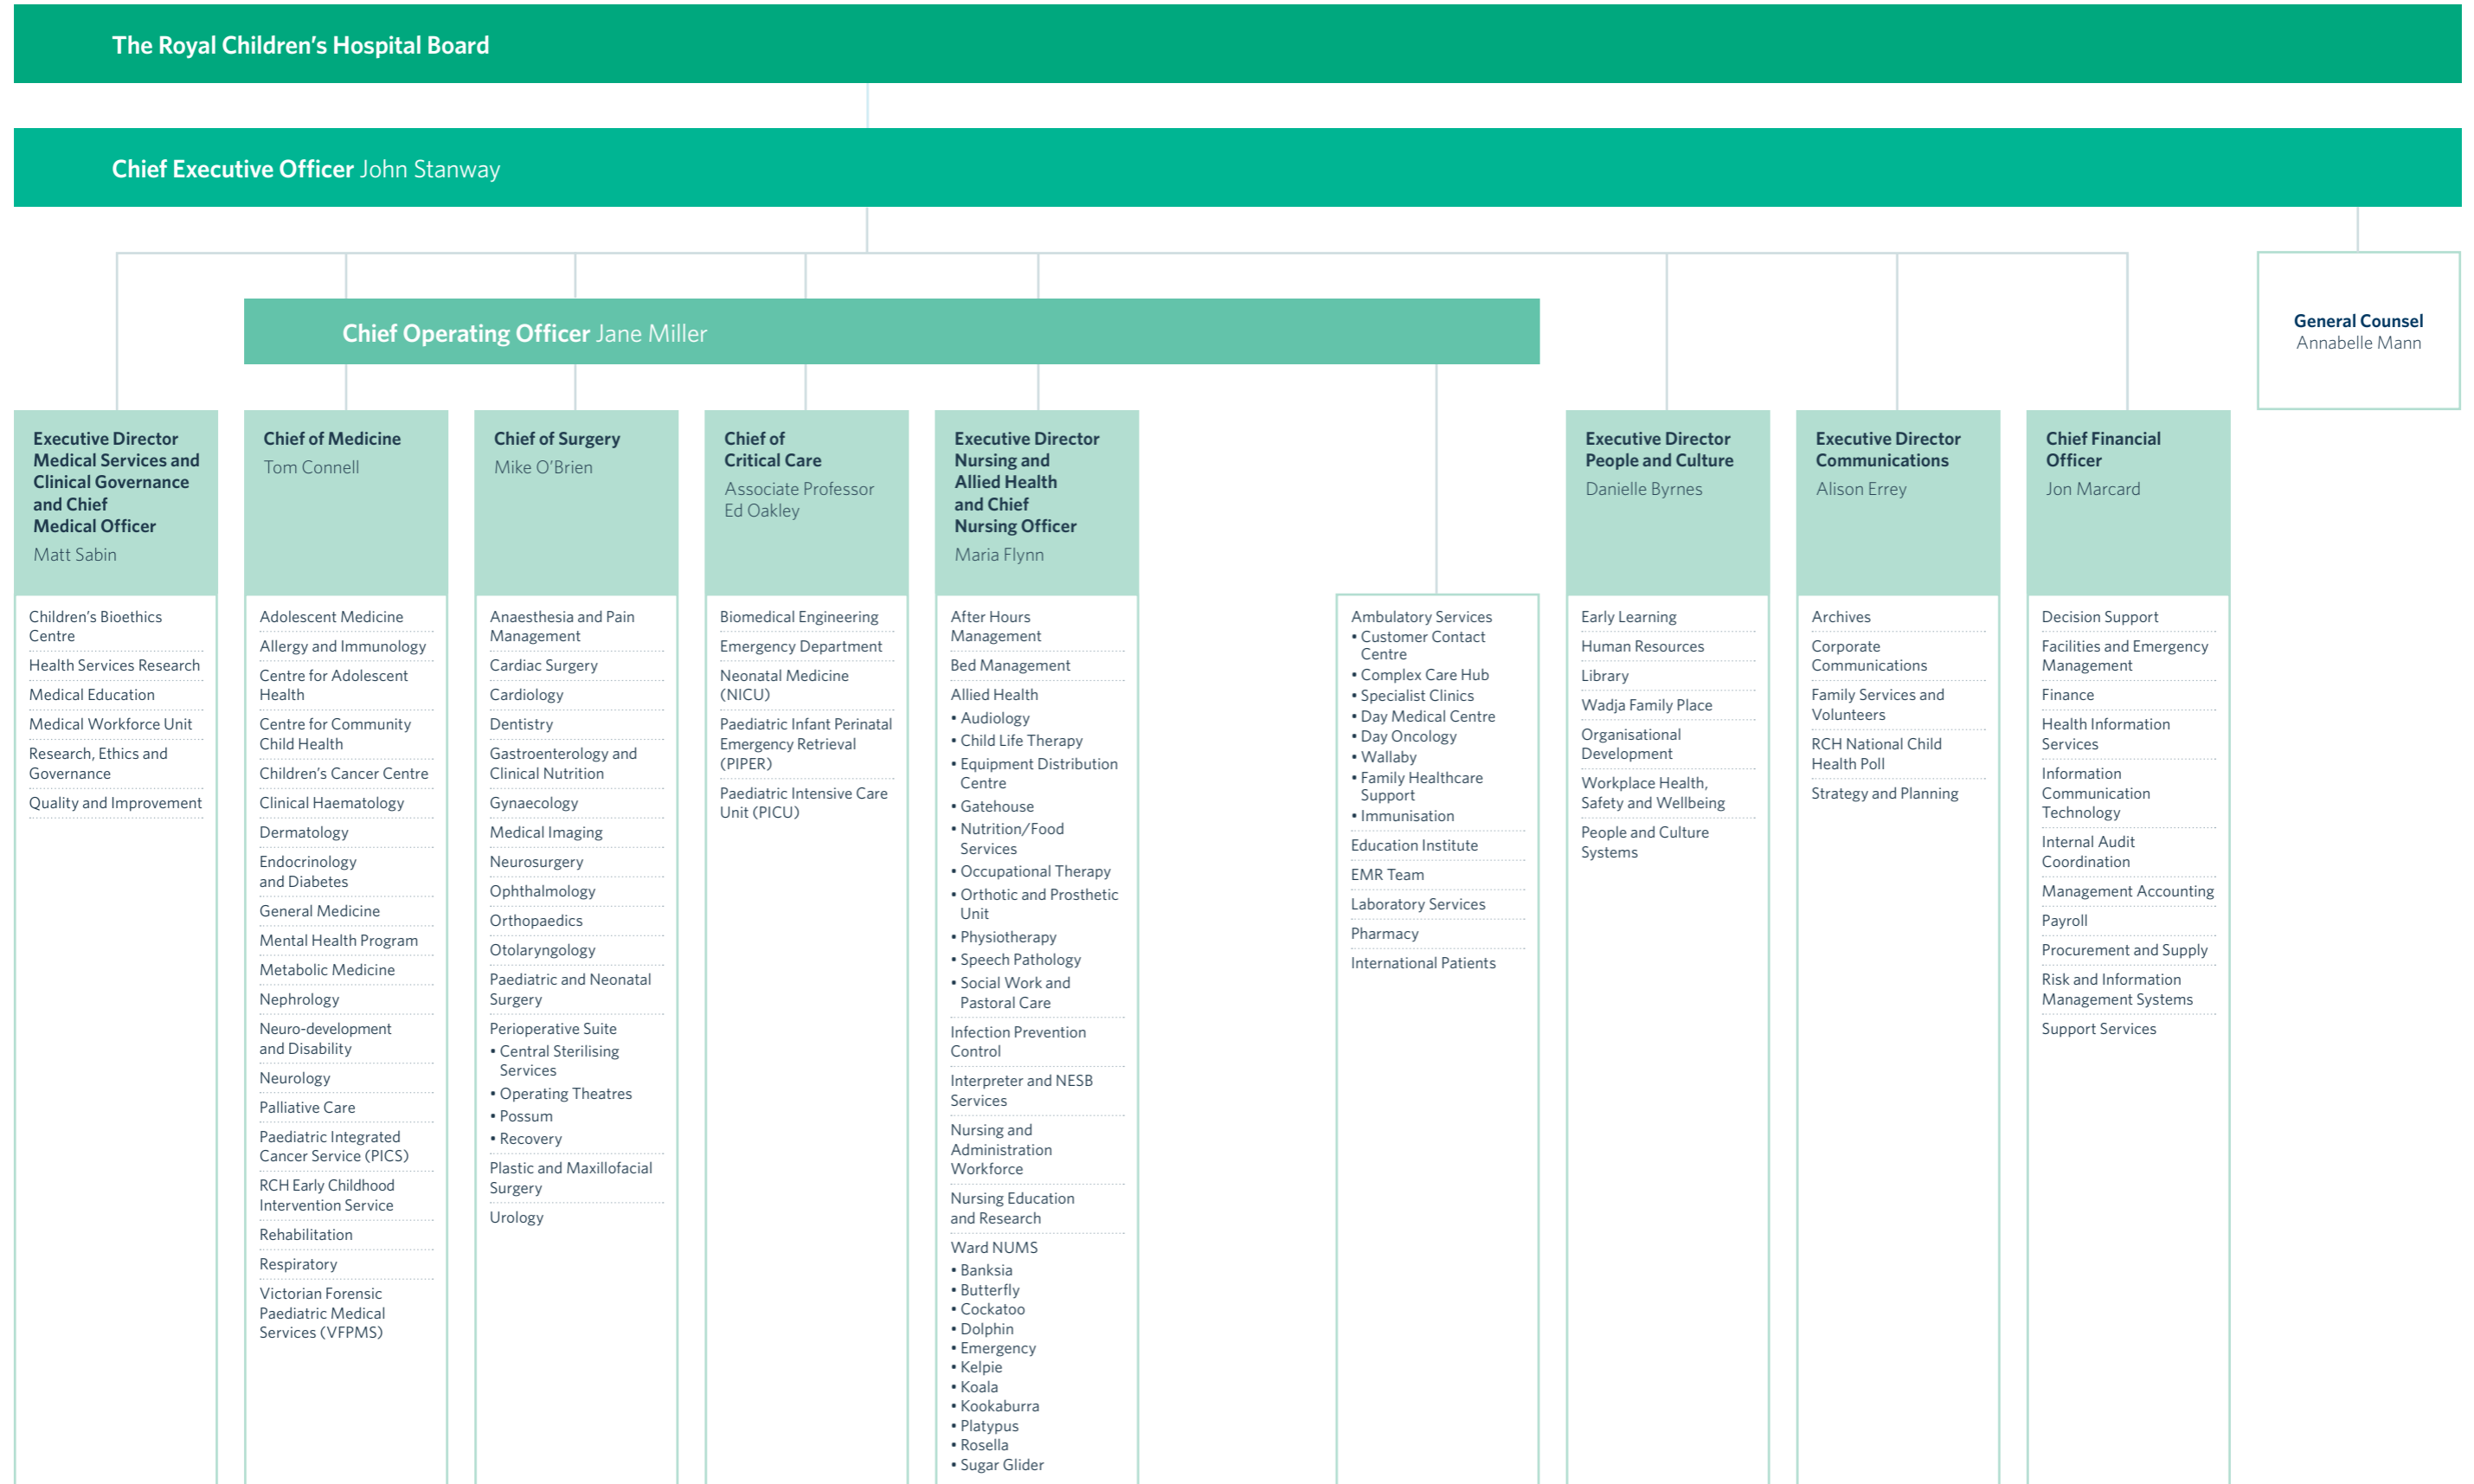 The Royal Children's Hospital Board
Chief Executive Officer John Stanway
Chief Operating Officer Jane Miller
General Counsel
Annabelle Mann
Executive Director
Medical Services and
Clinical Governance
and Chief
Medical Officer
Matt Sabin
Children's Bioethics
Centre
Health Services Research
Medical Education
Medical Workforce Unit
Research, Ethics and
Governance
Quality and Improvement
Chief of Medicine
Tom Connell
Adolescent Medicine
Allergy and Immunology
Centre for Adolescent
Health
Centre for Community
Child Health
Children's Cancer Centre
Clinical Haematology
Dermatology
Endocrinology
and Diabetes
General Medicine
Mental Health Program
Metabolic Medicine
Nephrology
Neuro-development
and Disability
Neurology
Palliative Care
Paediatric Integrated
Cancer Service (PICS)
RCH Early Childhood
Intervention Service
Rehabilitation
Respiratory
Victorian Forensic
Paediatric Medical
Services (VFPMS)
Chief of Surgery
Mike O'Brien
Anaesthesia and Pain
Management
Cardiac Surgery
Cardiology
Dentistry
Gastroenterology and
Clinical Nutrition
Gynaecology
Medical Imaging
Neurosurgery
Ophthalmology
Orthopaedics
Otolaryngology
Paediatric and Neonatal
Surgery
Perioperative Suite
• Central Sterilising
Services
• Operating Theatres
• Possum
• Recovery
Plastic and Maxillofacial
Surgery
Urology
Chief of
Critical Care
Associate Professor
Ed Oakley
Biomedical Engineering
Emergency Department
Neonatal Medicine
(NICU)
Paediatric Infant Perinatal
Emergency Retrieval
(PIPER)
Paediatric Intensive Care
Unit (PICU)
Executive Director
Nursing and
Allied Health
and Chief
Nursing Officer
Maria Flynn
After Hours
Management
Bed Management
Allied Health
• Audiology
• Child Life Therapy
• Equipment Distribution
Centre
• Gatehouse
• Nutrition/Food
Services
• Occupational Therapy
• Orthotic and Prosthetic
Unit
• Physiotherapy
• Speech Pathology
• Social Work and
Pastoral Care
Infection Prevention
Control
Interpreter and NESB
Services
Nursing and
Administration
Workforce
Nursing Education
and Research
Ward NUMS
• Banksia
• Butterfly
• Cockatoo
• Dolphin
• Emergency
• Kelpie
• Koala
• Kookaburra
• Platypus
• Rosella
• Sugar Glider
Ambulatory Services
• Customer Contact
Centre
• Complex Care Hub
• Specialist Clinics
• Day Medical Centre
• Day Oncology
• Wallaby
• Family Healthcare
Support
• Immunisation
Education Institute
EMR Team
Laboratory Services
Pharmacy
International Patients
Executive Director
People and Culture
Danielle Byrnes
Early Learning
Human Resources
Library
Wadja Family Place
Organisational
Development
Workplace Health,
Safety and Wellbeing
People and Culture
Systems
Executive Director
Communications
Alison Errey
Archives
Corporate
Communications
Family Services and
Volunteers
RCH National Child
Health Poll
Strategy and Planning
Chief Financial
Officer
Jon Marcard
Decision Support
Facilities and Emergency
Management
Finance
Health Information
Services
Information
Communication
Technology
Internal Audit
Coordination
Management Accounting
Payroll
Procurement and Supply
Risk and Information
Management Systems
Support Services